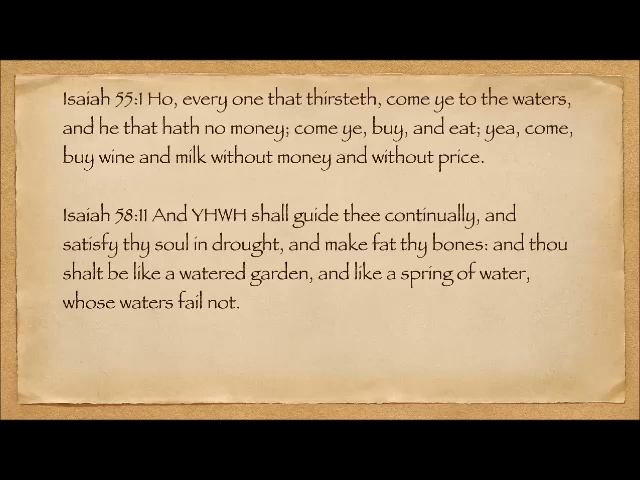 Isaiah 55:1 Ho, every one that thirsteth, come ye to the waters,
and he that hath no money; come ye, buy, and eat; yea, come,
buy wine and milk without money and without price.
Isaiah 58:11 And YHWH shall guide thee continually, and
satisfy thy soul in drought, and make fat thy bones: and thou
shalt be like a watered garden, and like a spring of water,
whose waters fail not.